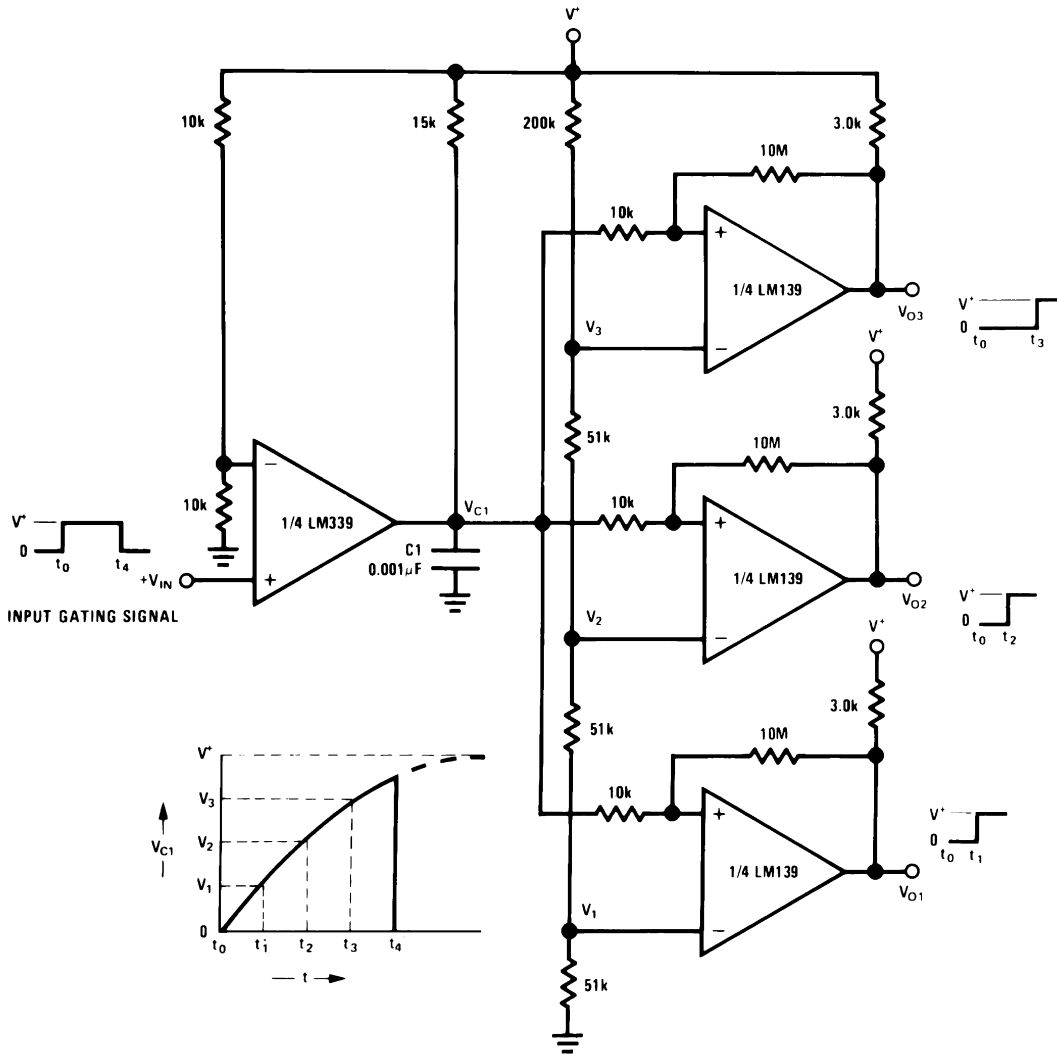 V⁺
10k
15k
200k
3.0k
10M
10k
+
1/4 LM139
−
V₃
V_O3
V⁺
0
t₀ t₃
V⁺
3.0k
51k
10M
10k
−
1/4 LM339
+
V_C1
C1
0.001μF
10k
+
1/4 LM139
−
V₂
V_O2
V⁺
0
t₀ t₂
V⁺
0
t₀ t₄
+V_IN
INPUT GATING SIGNAL
V⁺
3.0k
51k
10M
10k
+
1/4 LM139
−
V₁
V_O1
V⁺
0
t₀ t₁
51k
V⁺
V₃
V_C1
V₂
V₁
0
t₀ t₁ t₂ t₃ t₄
t